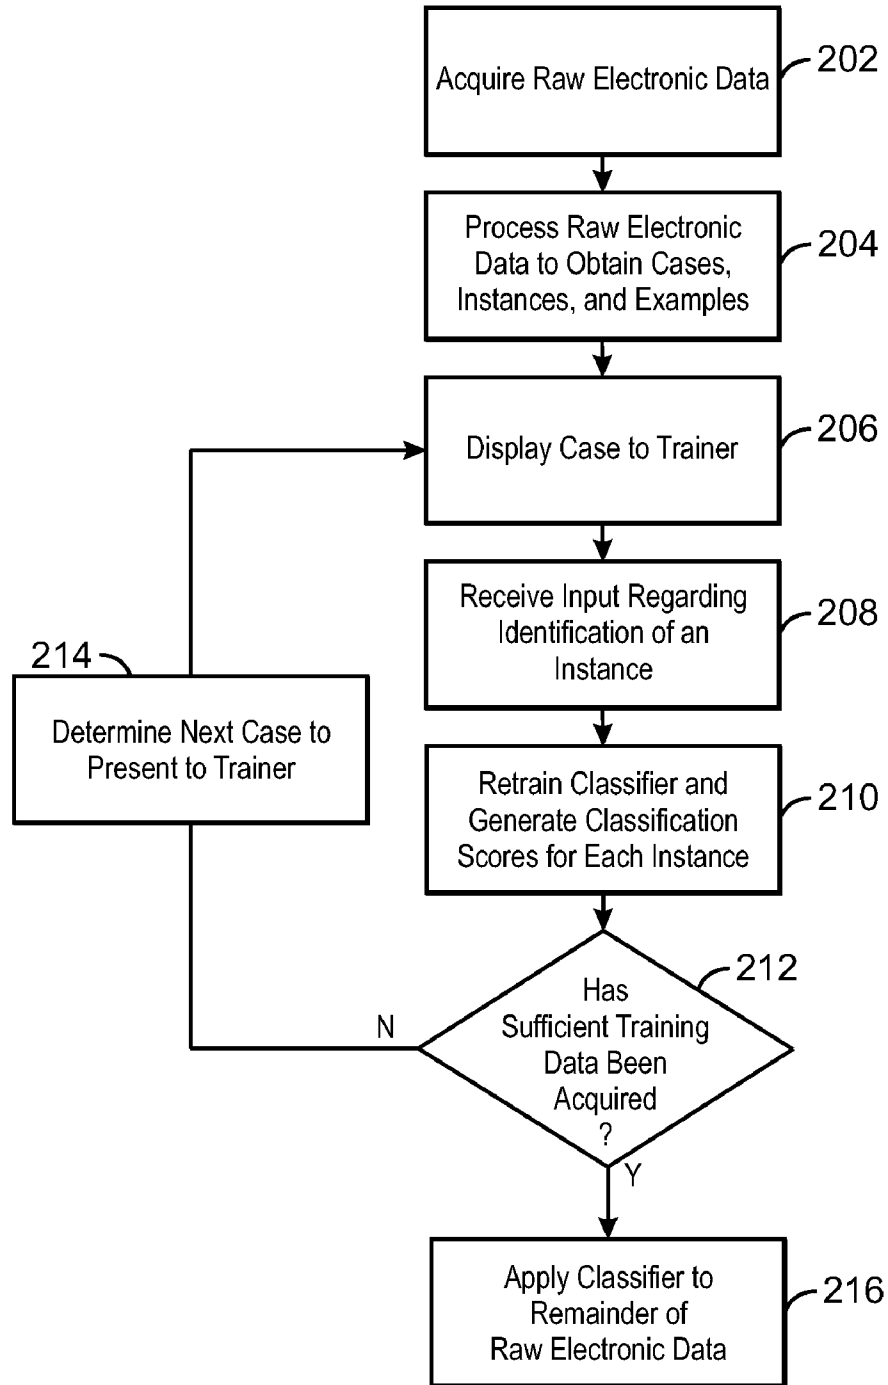 Acquire Raw Electronic Data
202
Process Raw Electronic
Data to Obtain Cases,
Instances, and Examples
204
Display Case to Trainer
206
Receive Input Regarding
Identification of an
Instance
208
214
Determine Next Case to
Present to Trainer
Retrain Classifier and
Generate Classification
Scores for Each Instance
210
212
Has
Sufficient Training
Data Been
Acquired
?
N
Y
Apply Classifier to
Remainder of
Raw Electronic Data
216